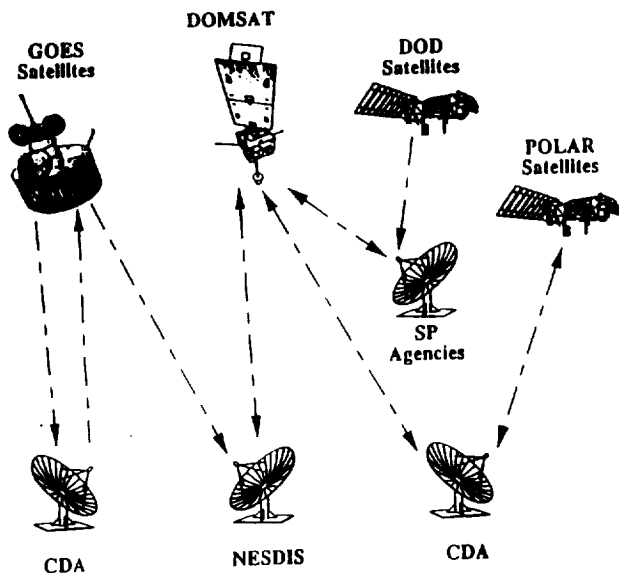 DOMSAT
GOES
Satellites
DOD
Satellites
POLAR
Satellites
SP
Agencies
CDA
NESDIS
CDA